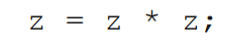 z = z * z;